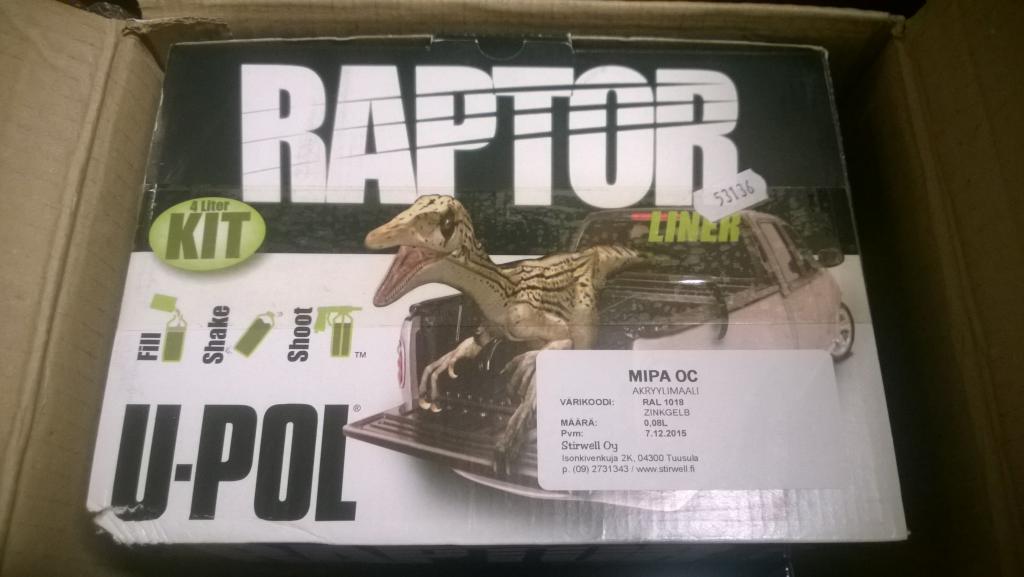 RAPTOR
53136
LINER
4 Liter
KIT
Fill
Shake
Shoot
TM
U-POL®
MIPA OC
AKRYYLIMAALI
VÄRIKOODI: RAL 1018
ZINKGELB
MÄÄRÄ: 0,08L
Pvm: 7.12.2015
Stirwell Oy
Isonkivenkuja 2K, 04300 Tuusula
p. (09) 2731343 / www.stirwell.fi